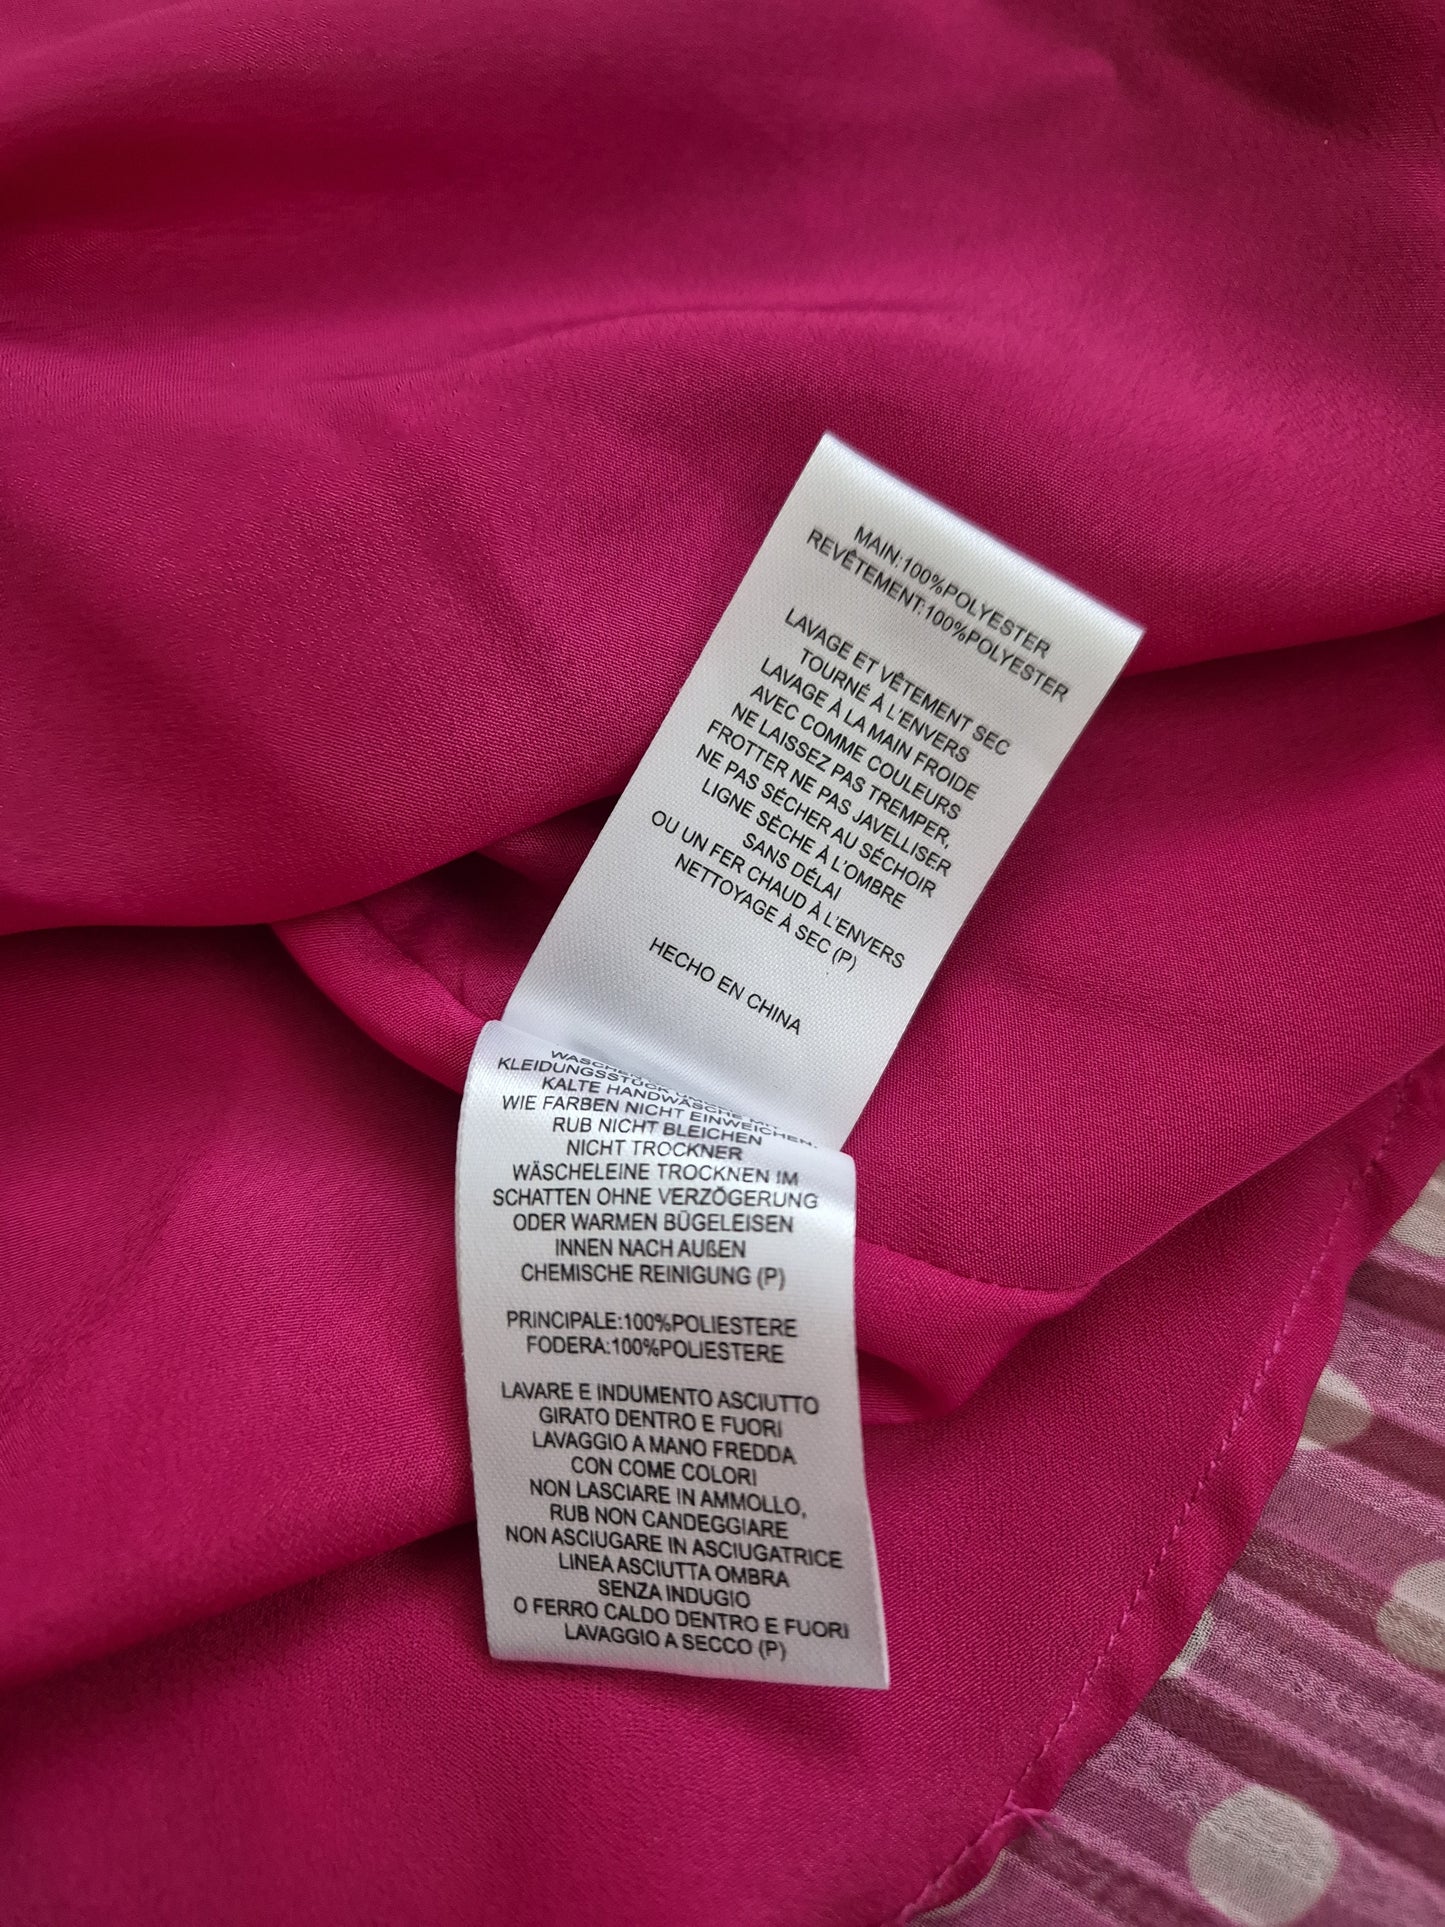 MAIN:100%POLYESTER
REVÊTEMENT:100%POLYESTER
LAVAGE ET VÊTEMENT SEC
TOURNÉ À L'ENVERS
LAVAGE À LA MAIN FROIDE
AVEC COMME COULEURS
NE LAISSEZ PAS TREMPER,
FROTTER NE PAS JAVELLISER
NE PAS SÉCHER AU SÉCHOIR
LIGNE SÈCHE À L'OMBRE
SANS DÉLAI
OU UN FER CHAUD À L'ENVERS
NETTOYAGE À SEC (P)
HECHO EN CHINA
KLEIDUNGSSTÜCK
KALTE HANDWÄSCHE MIT
WIE FARBEN NICHT EINWEICHEN.
RUB NICHT BLEICHEN
NICHT TROCKNER
WÄSCHELEINE TROCKNEN IM
SCHATTEN OHNE VERZÖGERUNG
ODER WARMEN BÜGELEISEN
INNEN NACH AUßEN
CHEMISCHE REINIGUNG (P)
PRINCIPALE:100%POLIESTERE
FODERA:100%POLIESTERE
LAVARE E INDUMENTO ASCIUTTO
GIRATO DENTRO E FUORI
LAVAGGIO A MANO FREDDA
CON COME COLORI
NON LASCIARE IN AMMOLLO,
RUB NON CANDEGGIARE
NON ASCIUGARE IN ASCIUGATRICE
LINEA ASCIUTTA OMBRA
SENZA INDUGIO
O FERRO CALDO DENTRO E FUORI
LAVAGGIO A SECCO (P)